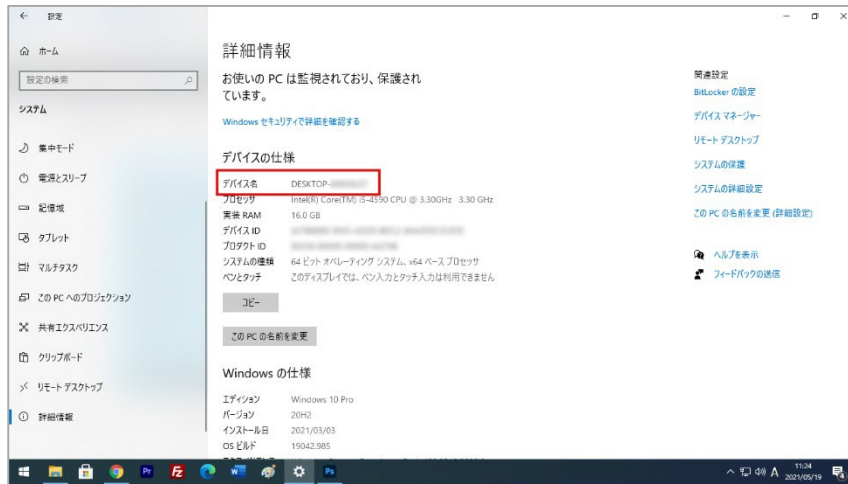 設定
ホーム
設定の検索
システム
集中モード
電源とスリープ
記憶域
タブレット
マルチタスク
この PC へのプロジェクション
共有エクスペリエンス
クリップボード
リモート デスクトップ
詳細情報
詳細情報
お使いの PC は監視されており、保護され
ています。
Windows セキュリティで詳細を確認する
デバイスの仕様
デバイス名 DESKTOP-
プロセッサ Intel(R) Core(TM) i5-4590 CPU @ 3.30GHz 3.30 GHz
実装 RAM 16.0 GB
デバイス ID
プロダクト ID
システムの種類 64 ビット オペレーティング システム、x64 ベース プロセッサ
ペンとタッチ このディスプレイでは、ペン入力とタッチ入力は利用できません
コピー
この PC の名前を変更
Windows の仕様
エディション Windows 10 Pro
バージョン 20H2
インストール日 2021/03/03
OS ビルド 19042.985
関連設定
BitLocker の設定
デバイス マネージャー
リモート デスクトップ
システムの保護
システムの詳細設定
この PC の名前を変更 (詳細設定)
ヘルプを表示
フィードバックの送信
Pr
Fz
W
Ps
A
11:24
2021/05/19
4